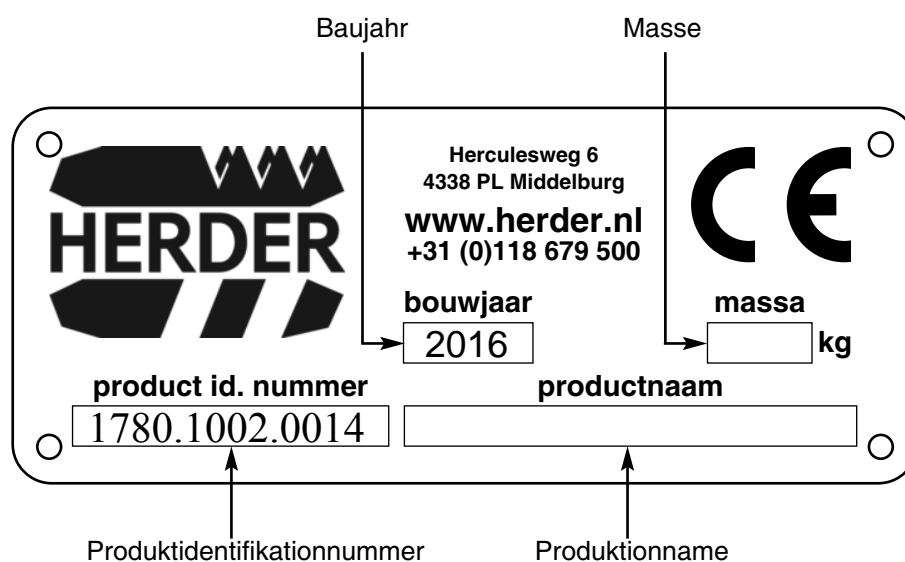 Baujahr
Masse
HERDER
Herculesweg 6
4338 PL Middelburg
www.herder.nl
+31 (0)118 679 500
CE
bouwjaar
massa
2016
kg
product id. nummer
productnaam
1780.1002.0014
Produktidentifikationnummer
Produktionname